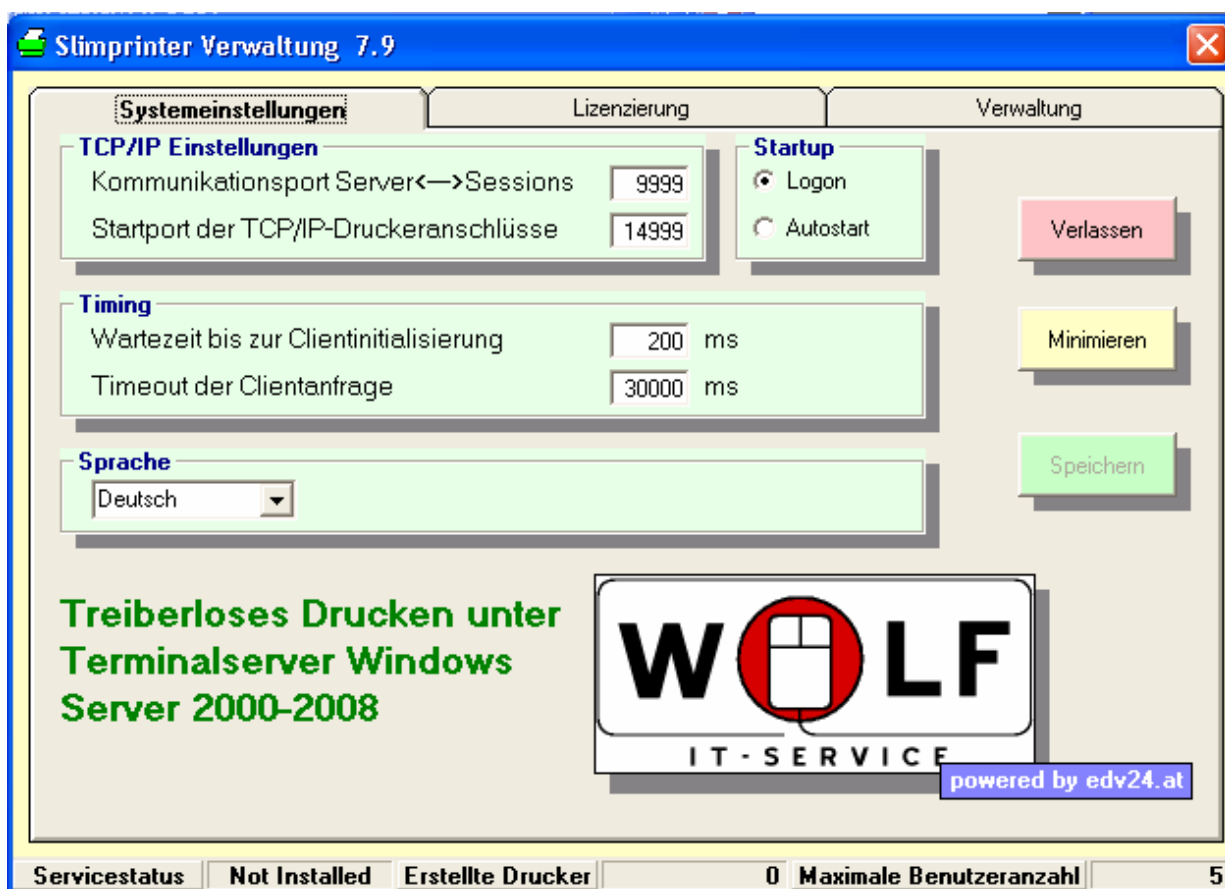 Slimprinter Verwaltung 7.9
Systemeinstellungen
Lizenzierung
Verwaltung
TCP/IP Einstellungen
Kommunikationsport Server<—>Sessions 9999
Startport der TCP/IP-Druckeranschlüsse 14999
Startup
Logon
Autostart
Verlassen
Timing
Wartezeit bis zur Clientinitialisierung 200 ms
Timeout der Clientanfrage 30000 ms
Minimieren
Sprache
Deutsch
Speichern
Treiberloses Drucken unter
Terminalserver Windows
Server 2000-2008
WOLF
IT-SERVICE
powered by edv24.at
Servicestatus Not Installed Erstellte Drucker 0 Maximale Benutzeranzahl 5